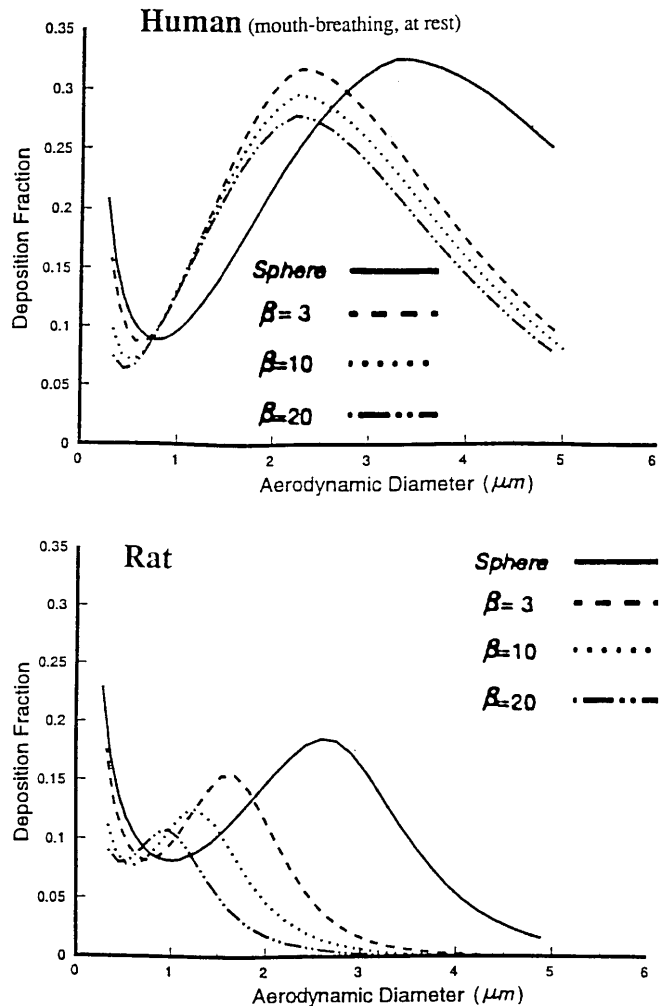 Human (mouth-breathing, at rest)
0.35
0.3
0.25
0.2
0.15
0.1
0.05
0
Deposition Fraction
Sphere
β= 3
β=10
β=20
0 1 2 3 4 5 6
Aerodynamic Diameter (μm)
Rat
0.35
0.3
0.25
0.2
0.15
0.1
0.05
0
Deposition Fraction
Sphere
β= 3
β=10
β=20
0 1 2 3 4 5 6
Aerodynamic Diameter (μm)